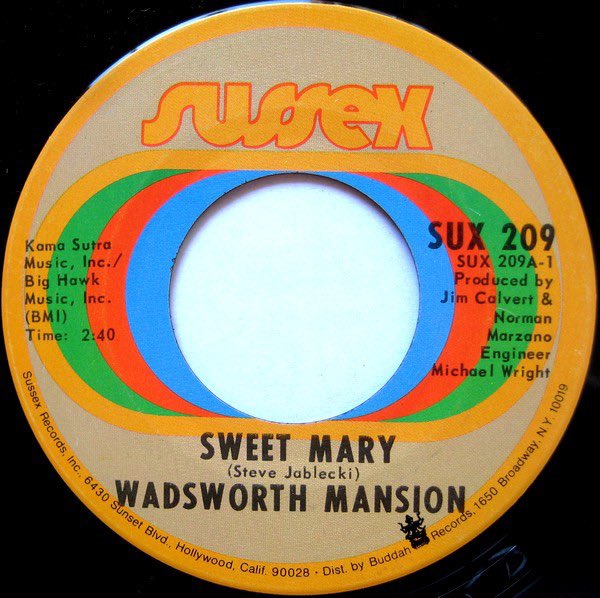 sussex
Kama Sutra
Music, Inc./
Big Hawk
Music, Inc.
(BMI)
Time: 2:40
SUX 209
SUX 209A-1
Produced by
Jim Calvert &
Norman
Marzano
Engineer
Michael Wright
SWEET MARY
(Steve Jablecki)
WADSWORTH MANSION
Sussex Records, Inc., 6430 Sunset Blvd., Hollywood, Calif. 90028 - Dist. by Buddah Records, 1650 Broadway, N.Y. 10019